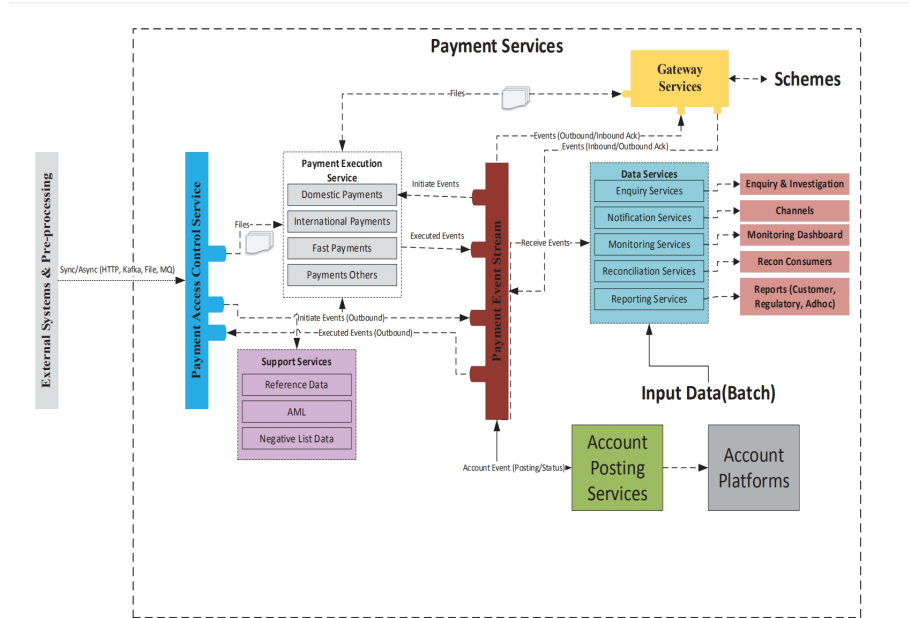 Payment Services
Gateway
Services
Schemes
Files
Events (Outbound/Inbound Ack)
Events (Inbound/Outbound Ack)
External Systems & Pre-processing
Sync/Async (HTTP, Kafka, File, MQ)
Payment Access Control Service
Files
Payment Execution
Service
Domestic Payments
International Payments
Fast Payments
Payments Others
Initiate Events
Executed Events
Initiate Events (Outbound)
Executed Events (Outbound)
Support Services
Reference Data
AML
Negative List Data
Payment Event Stream
Receive Events
Data Services
Enquiry Services
Notification Services
Monitoring Services
Reconciliation Services
Reporting Services
Enquiry & Investigation
Channels
Monitoring Dashboard
Recon Consumers
Reports (Customer,
Regulatory, Adhoc)
Input Data(Batch)
Account Event (Posting/Status)
Account
Posting
Services
Account
Platforms